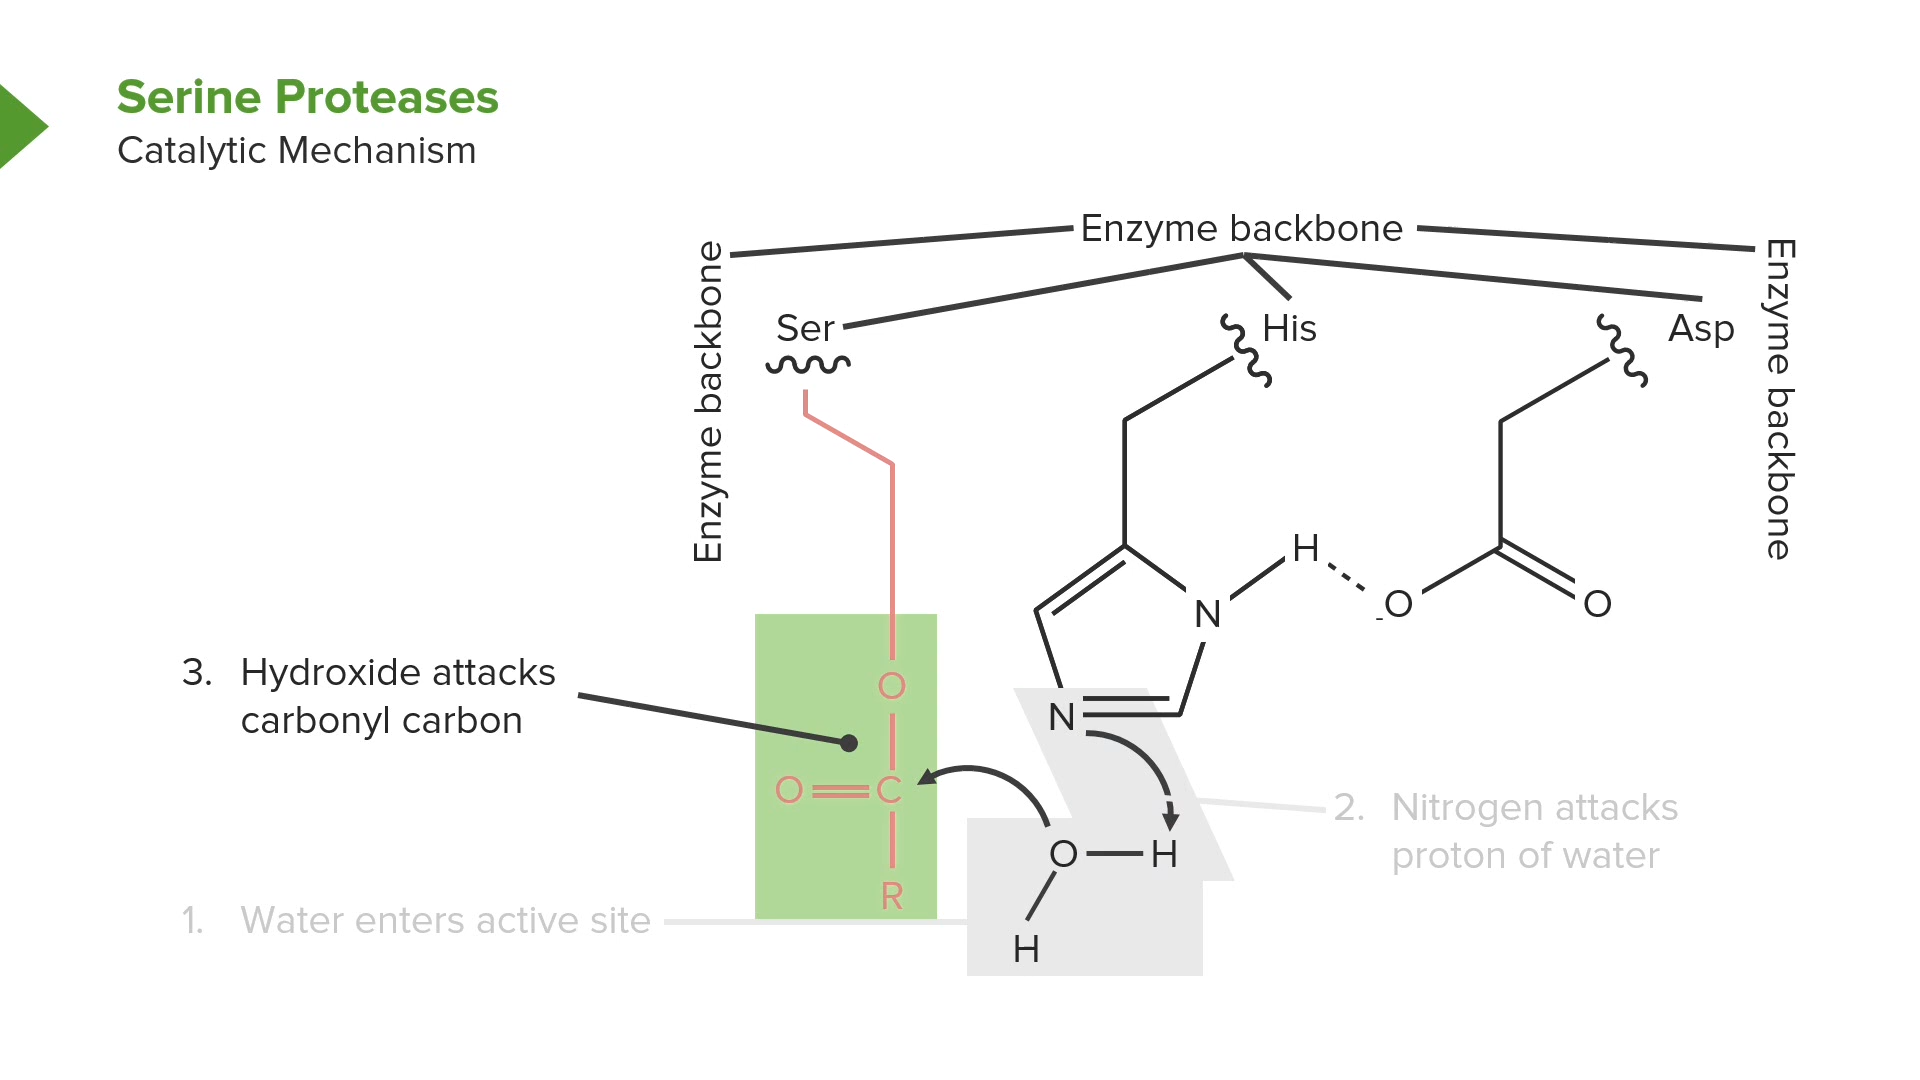 Serine Proteases
Catalytic Mechanism
Enzyme backbone
Enzyme backbone
Enzyme backbone
Ser
His
Asp
H
-O
O
N
3. Hydroxide attacks
carbonyl carbon
O
N
O
C
2. Nitrogen attacks
proton of water
O
H
R
1. Water enters active site
H